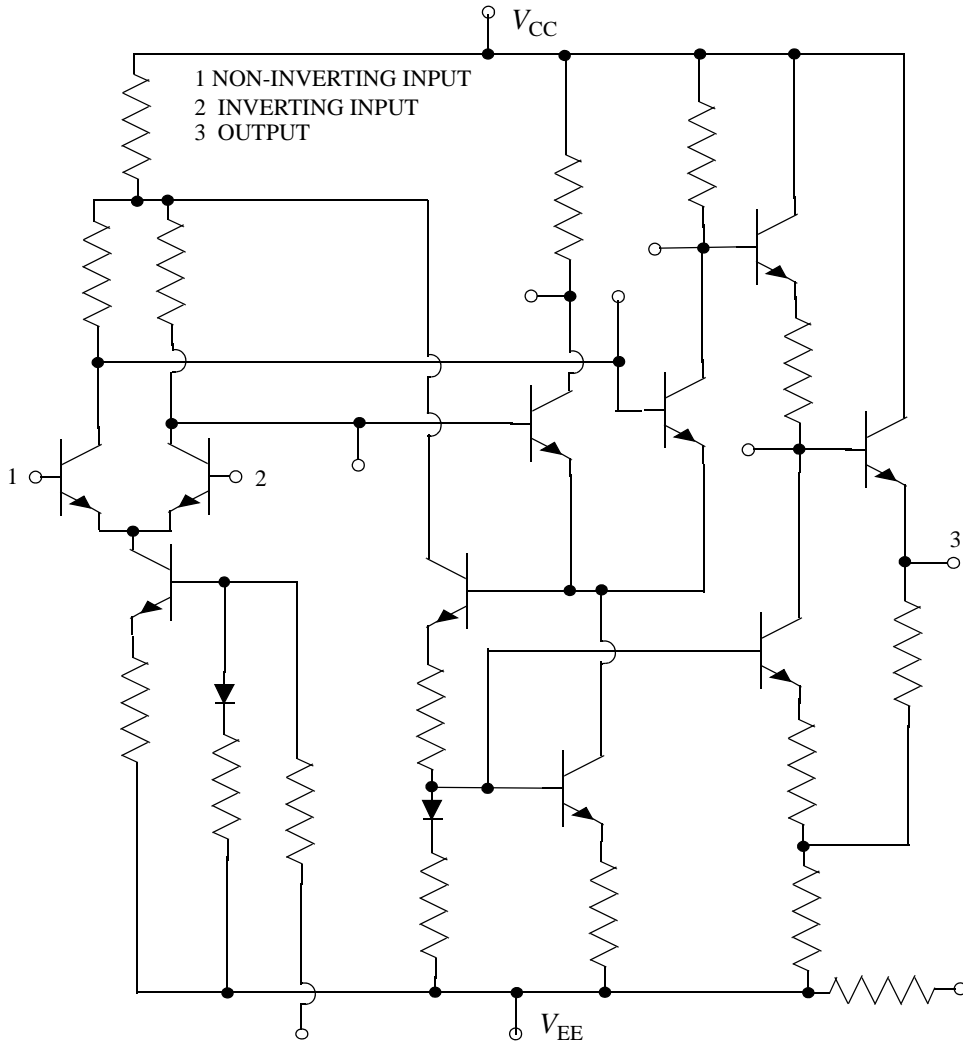 V_CC
1 NON-INVERTING INPUT
2 INVERTING INPUT
3 OUTPUT
1
2
3
V_EE